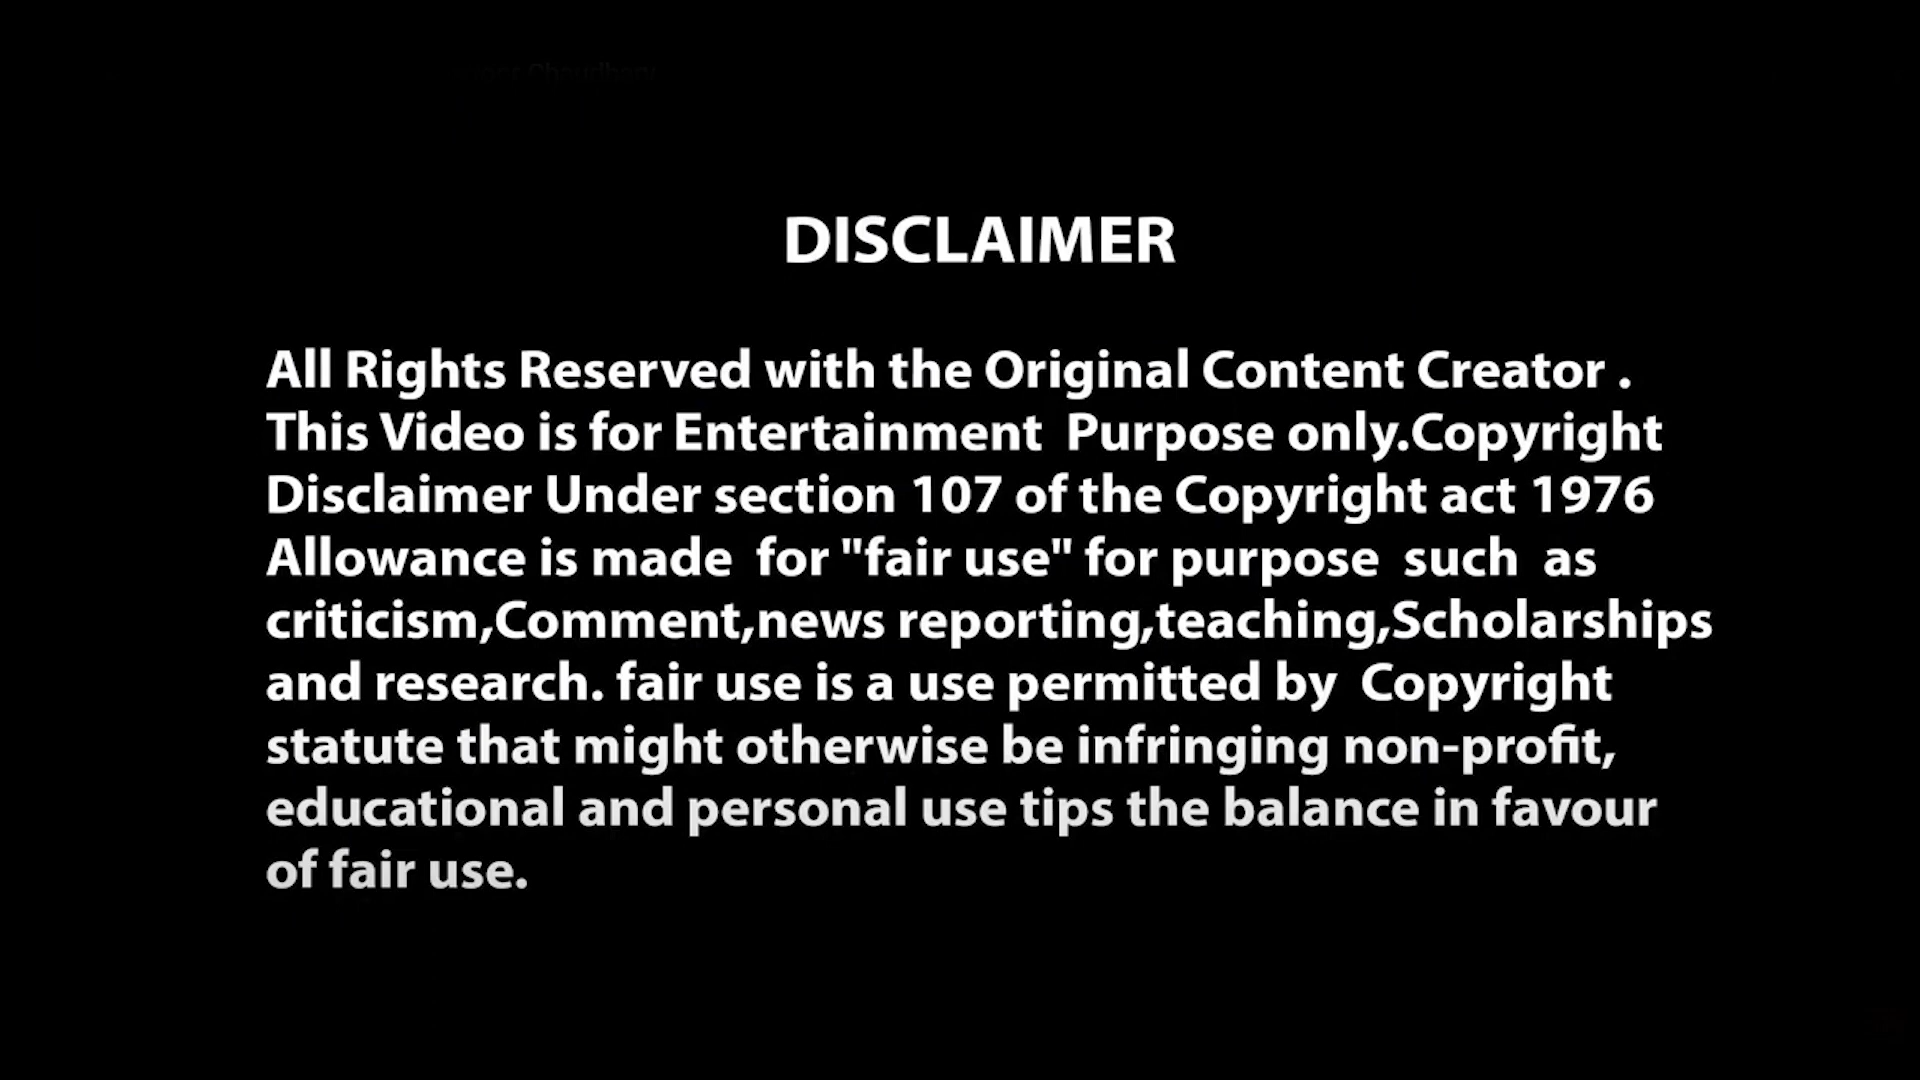 DISCLAIMER
All Rights Reserved with the Original Content Creator .
This Video is for Entertainment  Purpose only.Copyright
Disclaimer Under section 107 of the Copyright act 1976
Allowance is made  for "fair use" for purpose  such  as
criticism,Comment,news reporting,teaching,Scholarships
and research. fair use is a use permitted by  Copyright
statute that might otherwise be infringing non-profit,
educational and personal use tips the balance in favour
of fair use.